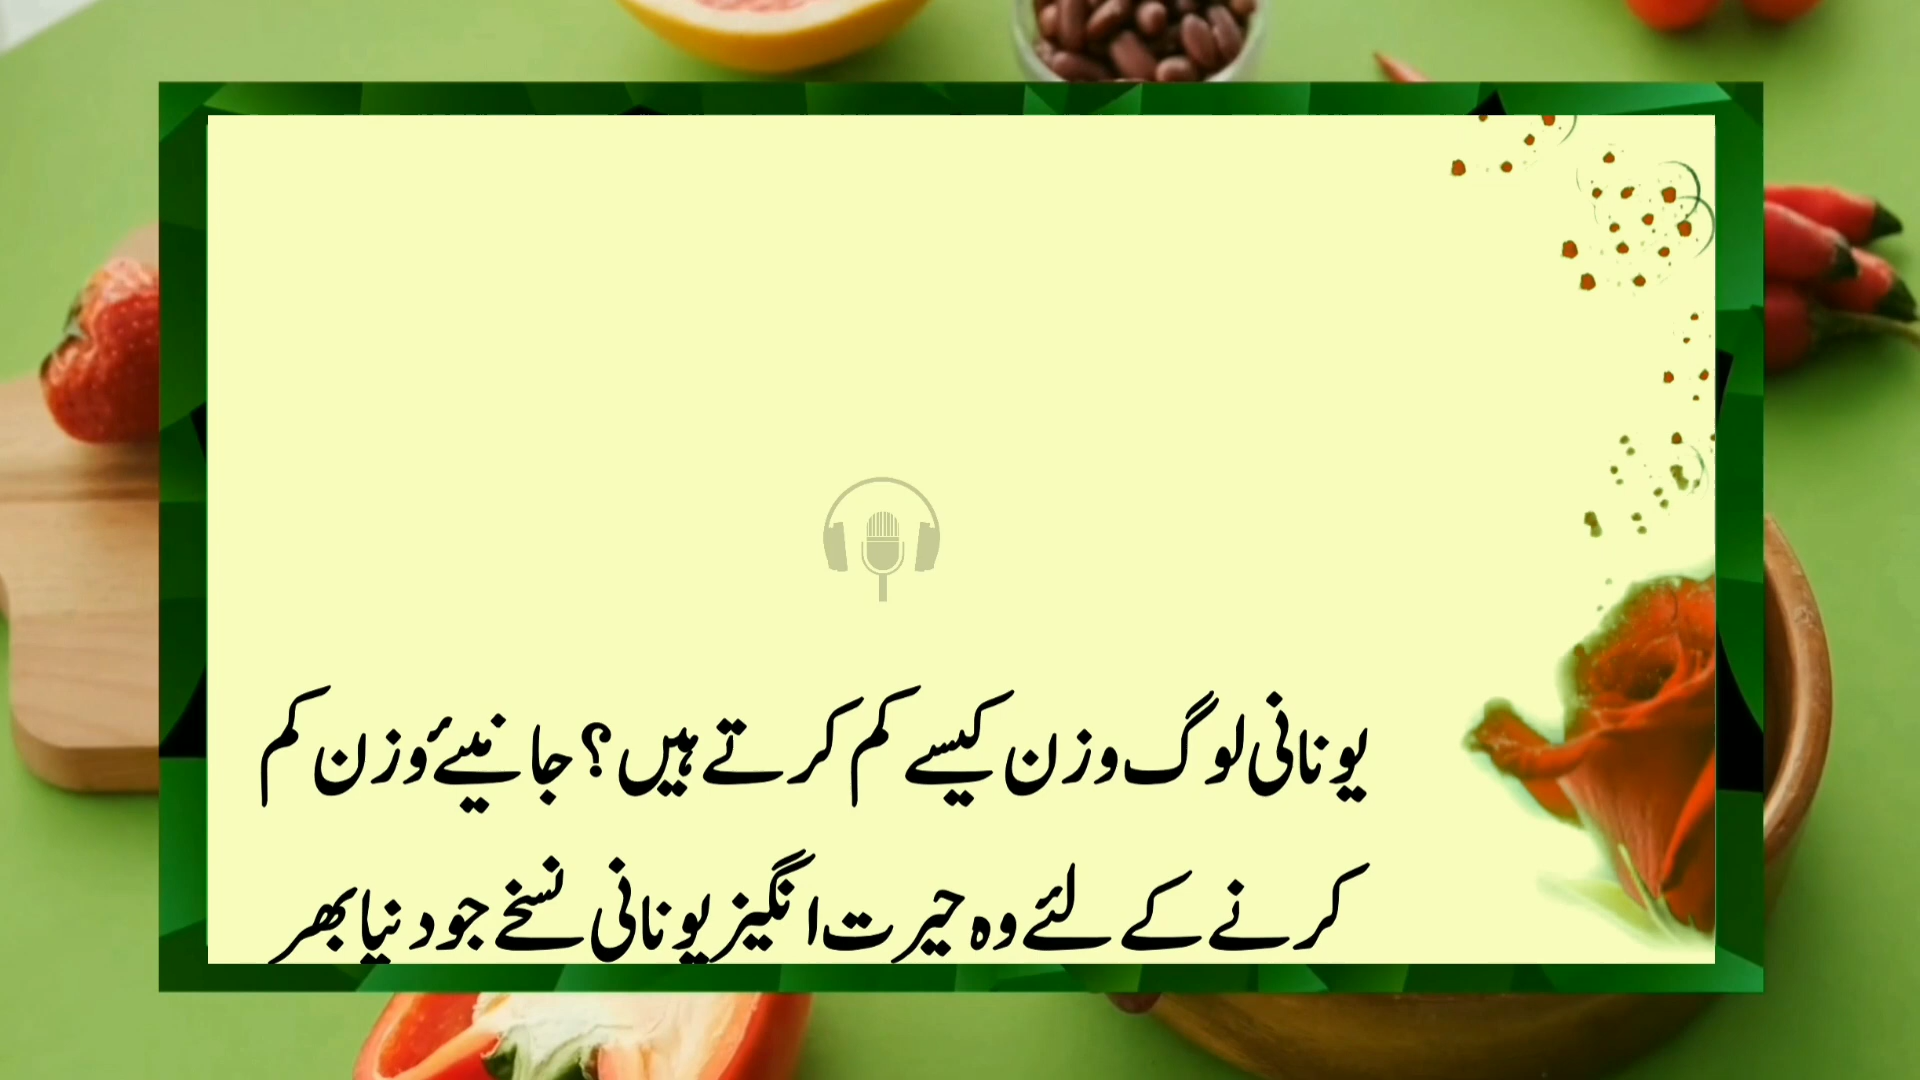 یونانی لوگ وزن کیسے کم کرتے ہیں؟ جانیئے وزن کم
کرنے کے لئے وہ حیرت انگیز یونانی نسخے جو دنیا بھر